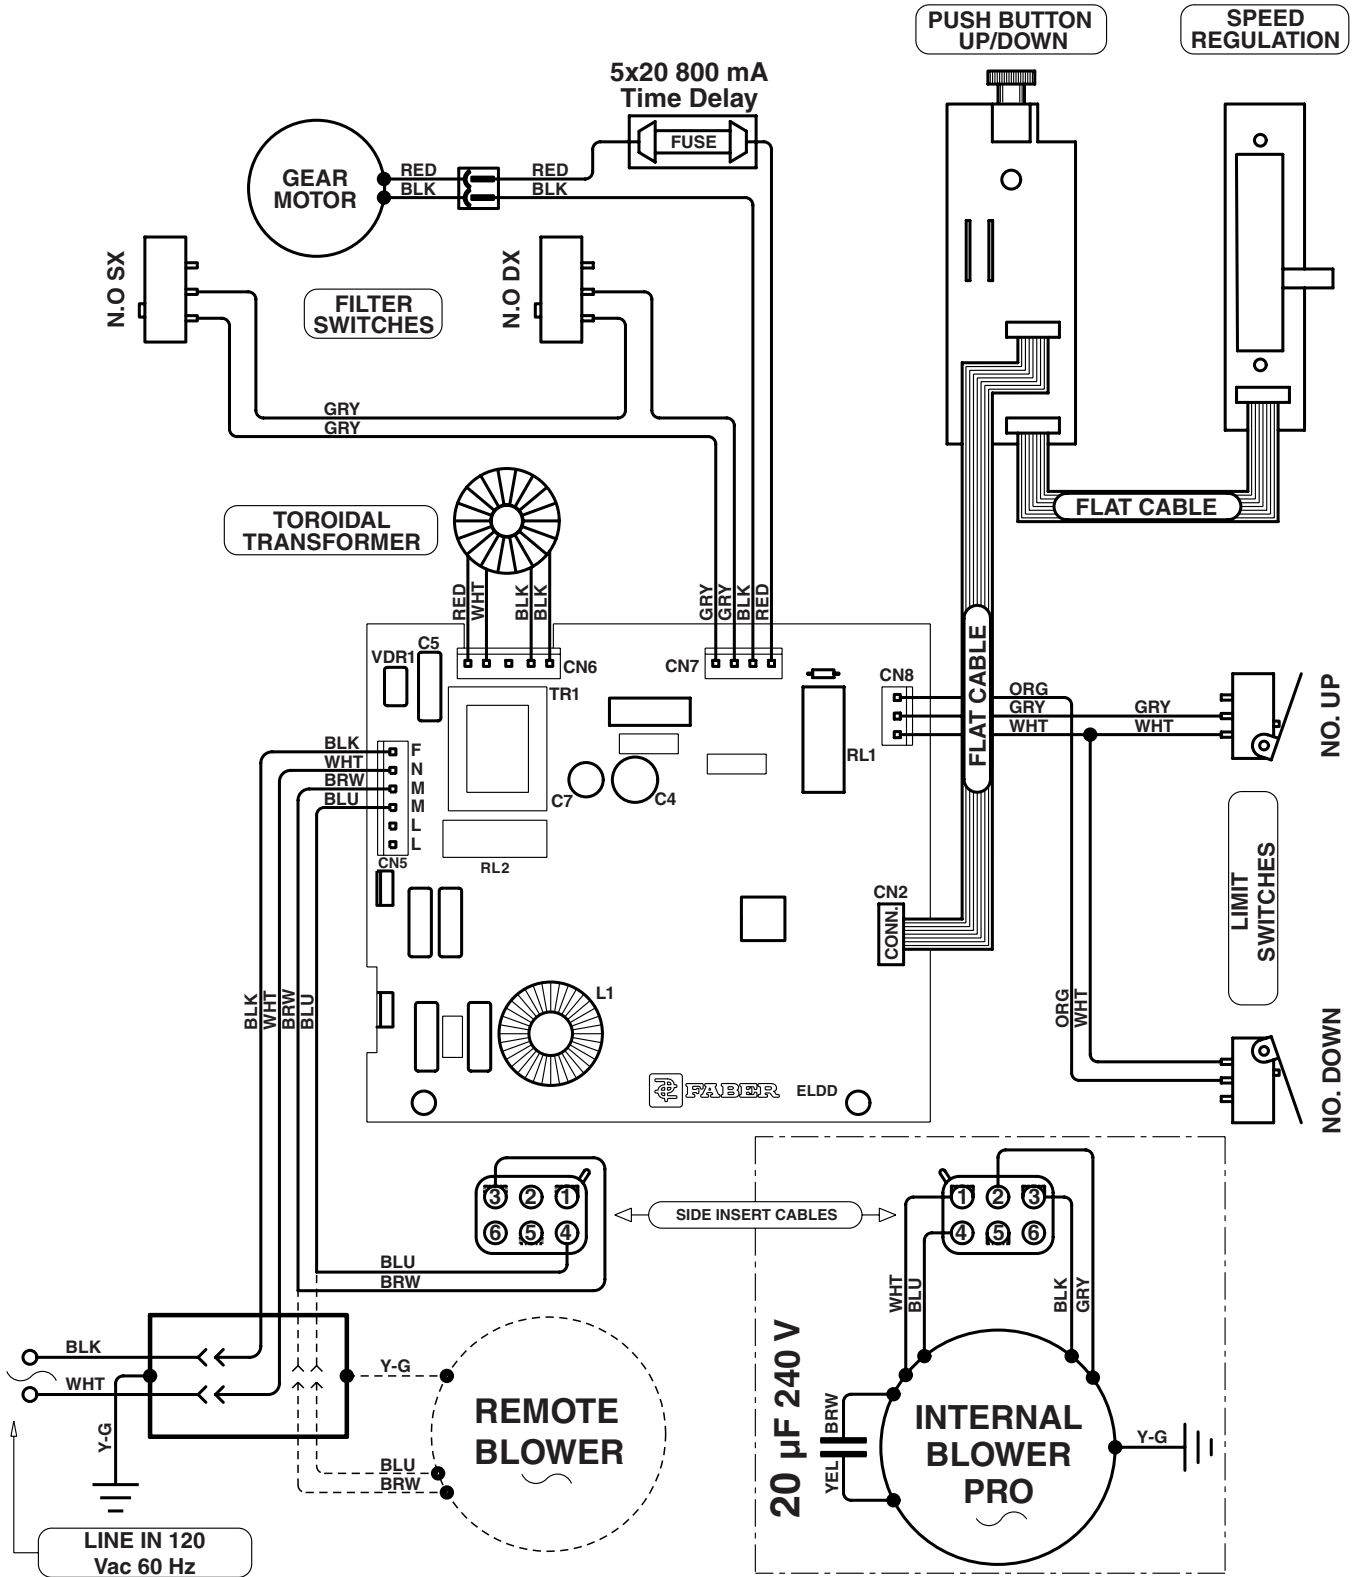 PUSH BUTTON
UP/DOWN
SPEED
REGULATION
5x20 800 mA
Time Delay
FUSE
GEAR
MOTOR
RED
RED
BLK
BLK
N.O SX
FILTER
SWITCHES
N.O DX
GRY
GRY
FLAT CABLE
TOROIDAL
TRANSFORMER
RED
WHT
BLK
BLK
GRY
GRY
BLK
RED
VDR1
C5
CN6
CN7
CN8
TR1
FLAT CABLE
ORG
GRY
GRY
WHT
WHT
NO. UP
BLK
F
WHT
N
BRW
M
BLU
M
L
L
CN5
C7
C4
RL1
RL2
CN2
CONN.
LIMIT
SWITCHES
BLK
WHT
BRW
BLU
L1
ORG
WHT
FABER
ELDD
NO. DOWN
3 2 1
6 5 4
SIDE INSERT CABLES
1 2 3
4 5 6
BLU
BRW
WHT
BLU
BLK
GRY
BLK
WHT
Y-G
Y-G
REMOTE
BLOWER
BLU
BRW
20 µF 240 V
BRW
YEL
INTERNAL
BLOWER
PRO
Y-G
LINE IN 120
Vac 60 Hz